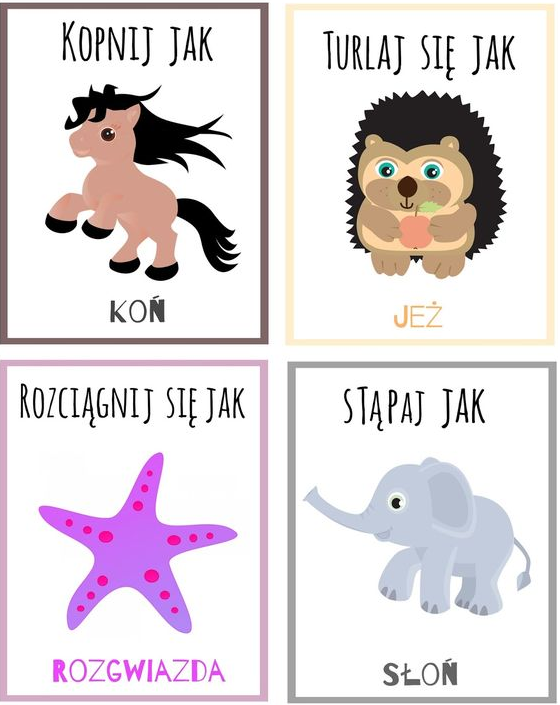 KOPNIJ JAK
KOŃ
TURLAJ SIĘ JAK
JEŻ
ROZCIĄGNIJ SIĘ JAK
ROZGWIAZDA
STĄPAJ JAK
SŁOŃ